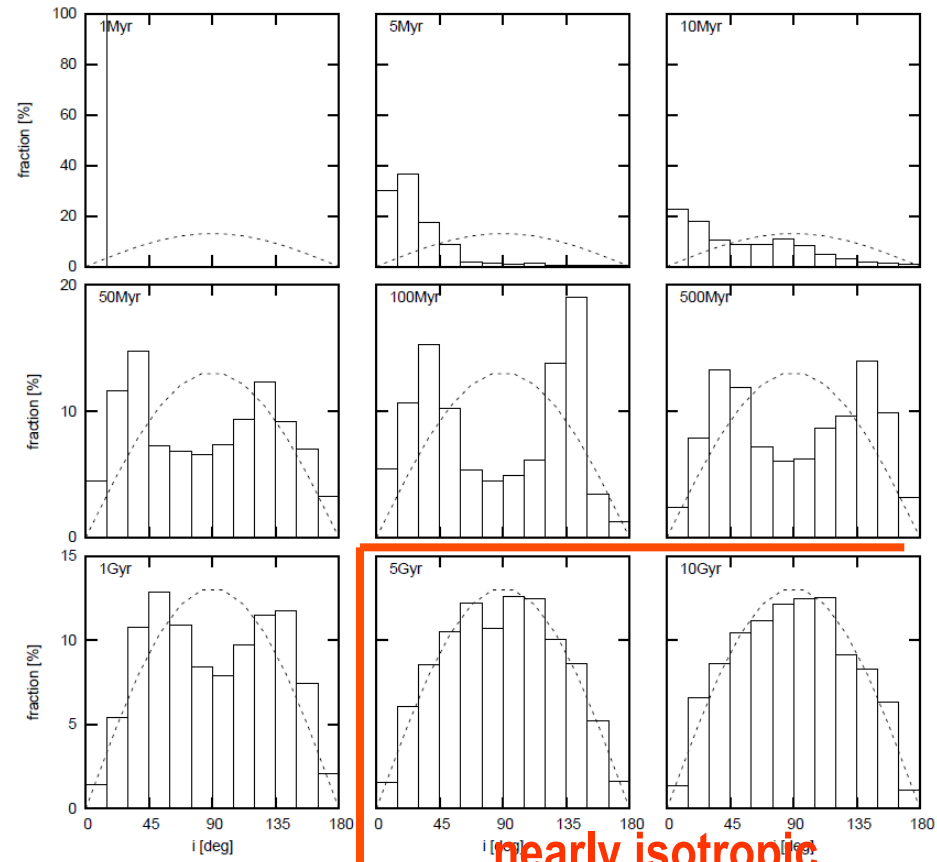 100
80
60
40
20
0
fraction [%]
1Myr
5Myr
10Myr
20
10
0
fraction [%]
50Myr
100Myr
500Myr
15
10
5
0
fraction [%]
1Gyr
5Gyr
10Gyr
0 45 90 135 180
0 45 90 135 180
0 45 90 135 180
i [deg]
i [deg]
i [deg]
nearly isotropic